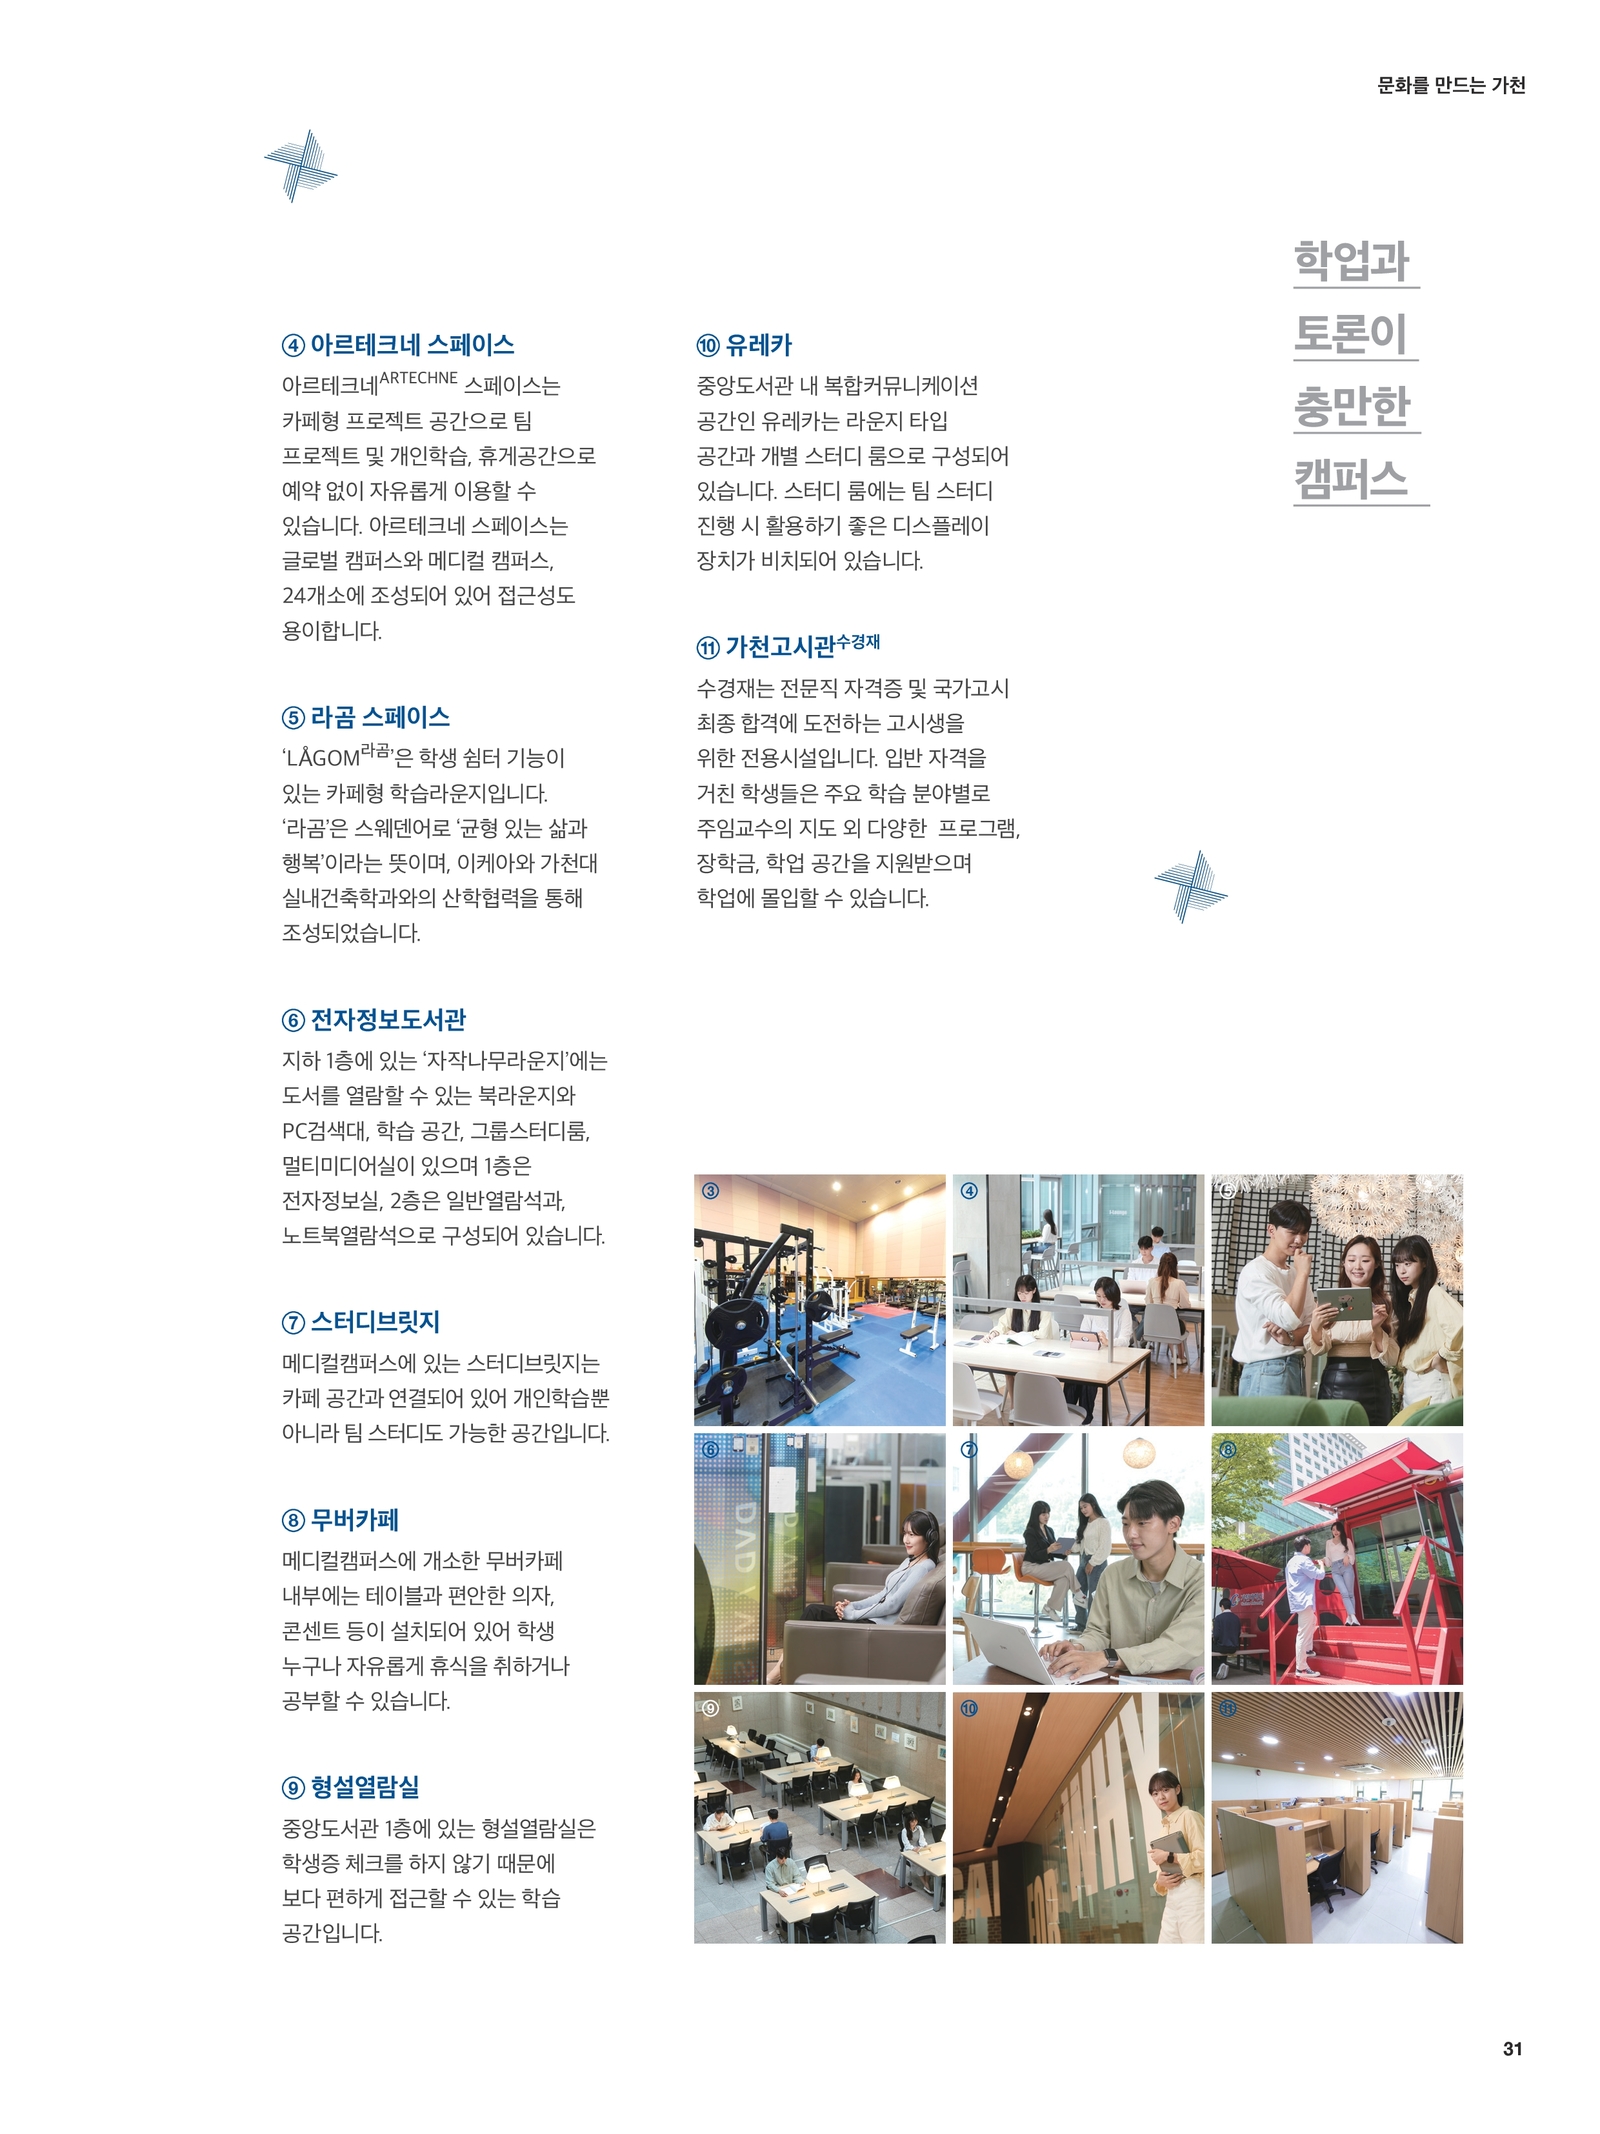 문화를 만드는 가천
학업과
토론이
충만한
캠퍼스
④ 아르테크네 스페이스
아르테크네ARTECHNE 스페이스는
카페형 프로젝트 공간으로 팀
프로젝트 및 개인학습, 휴게공간으로
예약 없이 자유롭게 이용할 수
있습니다. 아르테크네 스페이스는
글로벌 캠퍼스와 메디컬 캠퍼스,
24개소에 조성되어 있어 접근성도
용이합니다.
⑤ 라곰 스페이스
‘LÅGOM라곰’은 학생 쉼터 기능이
있는 카페형 학습라운지입니다.
‘라곰’은 스웨덴어로 ‘균형 있는 삶과
행복’이라는 뜻이며, 이케아와 가천대
실내건축학과와의 산학협력을 통해
조성되었습니다.
⑥ 전자정보도서관
지하 1층에 있는 ‘자작나무라운지’에는
도서를 열람할 수 있는 북라운지와
PC검색대, 학습 공간, 그룹스터디룸,
멀티미디어실이 있으며 1층은
전자정보실, 2층은 일반열람석과,
노트북열람석으로 구성되어 있습니다.
⑦ 스터디브릿지
메디컬캠퍼스에 있는 스터디브릿지는
카페 공간과 연결되어 있어 개인학습뿐
아니라 팀 스터디도 가능한 공간입니다.
⑧ 무버카페
메디컬캠퍼스에 개소한 무버카페
내부에는 테이블과 편안한 의자,
콘센트 등이 설치되어 있어 학생
누구나 자유롭게 휴식을 취하거나
공부할 수 있습니다.
⑨ 형설열람실
중앙도서관 1층에 있는 형설열람실은
학생증 체크를 하지 않기 때문에
보다 편하게 접근할 수 있는 학습
공간입니다.
⑩ 유레카
중앙도서관 내 복합커뮤니케이션
공간인 유레카는 라운지 타입
공간과 개별 스터디 룸으로 구성되어
있습니다. 스터디 룸에는 팀 스터디
진행 시 활용하기 좋은 디스플레이
장치가 비치되어 있습니다.
⑪ 가천고시관수경재
수경재는 전문직 자격증 및 국가고시
최종 합격에 도전하는 고시생을
위한 전용시설입니다. 입반 자격을
거친 학생들은 주요 학습 분야별로
주임교수의 지도 외 다양한 프로그램,
장학금, 학업 공간을 지원받으며
학업에 몰입할 수 있습니다.
③
④
⑤
⑥
⑦
⑧
⑨
⑩
⑪
31